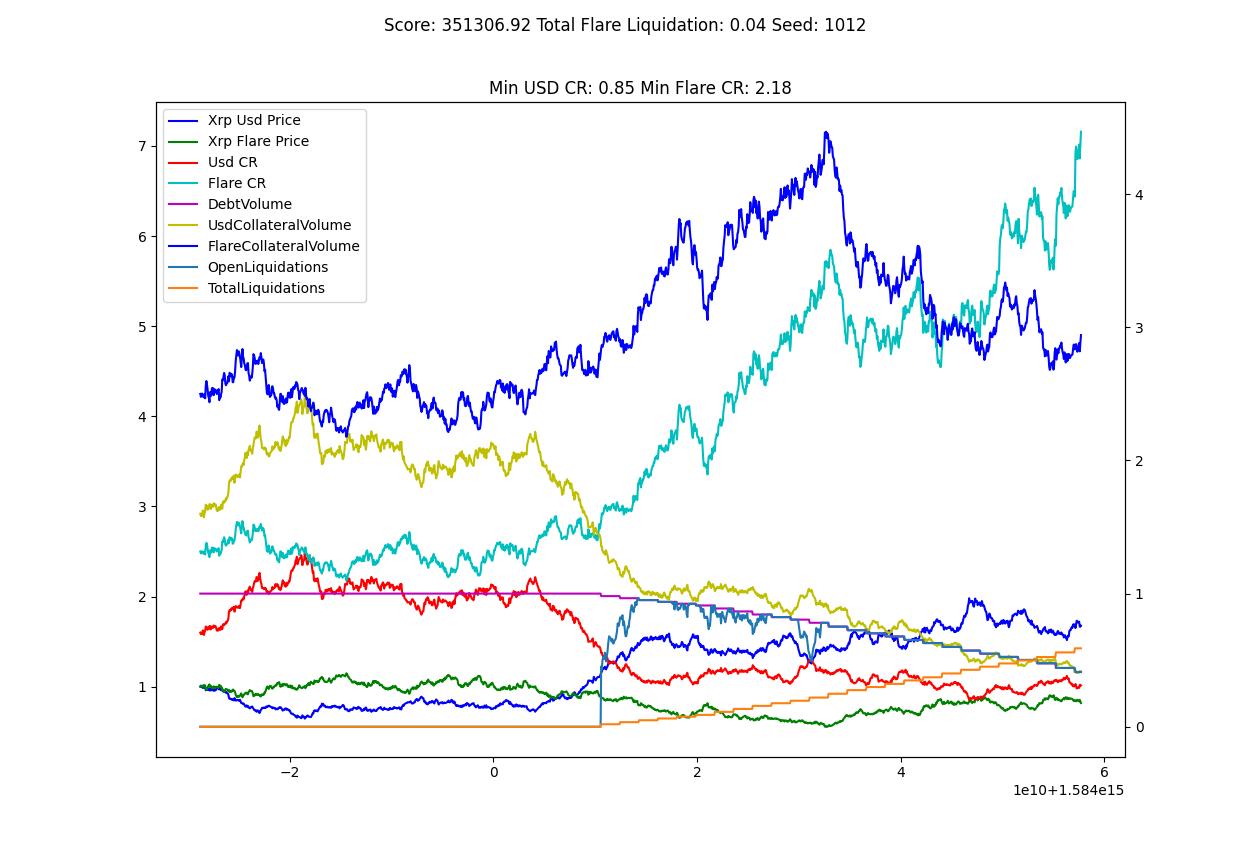 Score: 351306.92 Total Flare Liquidation: 0.04 Seed: 1012
Min USD CR: 0.85 Min Flare CR: 2.18
Xrp Usd Price
Xrp Flare Price
Usd CR
Flare CR
DebtVolume
UsdCollateralVolume
FlareCollateralVolume
OpenLiquidations
TotalLiquidations
7
6
5
4
3
2
1
4
3
2
1
0
−2
0
2
4
6
1e10+1.584e15